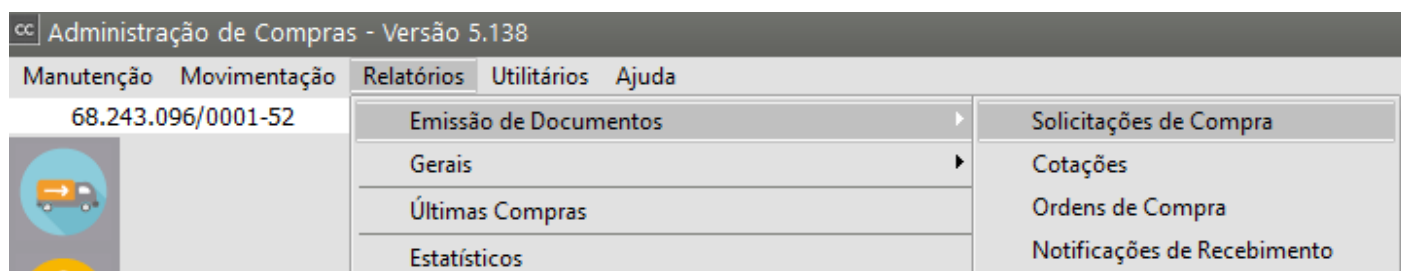 cc Administração de Compras - Versão 5.138
Manutenção Movimentação Relatórios Utilitários Ajuda
68.243.096/0001-52
Emissão de Documentos
Gerais
Últimas Compras
Estatísticos
Solicitações de Compra
Cotações
Ordens de Compra
Notificações de Recebimento